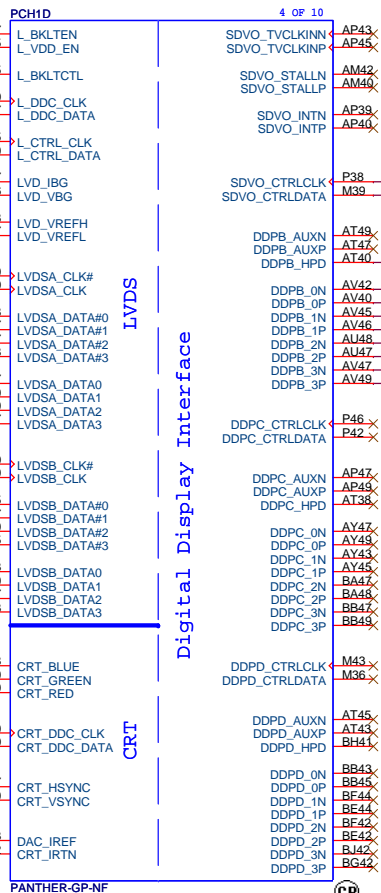 PCH1D 4 OF 10
L_BKLTEN
L_VDD_EN
L_BKLTCTL
L_DDC_CLK
L_DDC_DATA
L_CTRL_CLK
L_CTRL_DATA
LVD_IBG
LVD_VBG
LVD_VREFH
LVD_VREFL
LVDSA_CLK#
LVDSA_CLK
LVDSA_DATA#0
LVDSA_DATA#1
LVDSA_DATA#2
LVDSA_DATA#3
LVDSA_DATA0
LVDSA_DATA1
LVDSA_DATA2
LVDSA_DATA3
LVDSB_CLK#
LVDSB_CLK
LVDSB_DATA#0
LVDSB_DATA#1
LVDSB_DATA#2
LVDSB_DATA#3
LVDSB_DATA0
LVDSB_DATA1
LVDSB_DATA2
LVDSB_DATA3
CRT_BLUE
CRT_GREEN
CRT_RED
CRT_DDC_CLK
CRT_DDC_DATA
CRT_HSYNC
CRT_VSYNC
DAC_IREF
CRT_IRTN
LVDS
CRT
Digital Display Interface
SDVO_TVCLKINN AP43
SDVO_TVCLKINP AP45
SDVO_STALLN AM42
SDVO_STALLP AM40
SDVO_INTN AP39
SDVO_INTP AP40
SDVO_CTRLCLK P38
SDVO_CTRLDATA M39
DDPB_AUXN AT49
DDPB_AUXP AT47
DDPB_HPD AT40
DDPB_0N AV42
DDPB_0P AV40
DDPB_1N AV45
DDPB_1P AV46
DDPB_2N AU48
DDPB_2P AU47
DDPB_3N AV47
DDPB_3P AV49
DDPC_CTRLCLK P46
DDPC_CTRLDATA P42
DDPC_AUXN AP47
DDPC_AUXP AP49
DDPC_HPD AT38
DDPC_0N AY47
DDPC_0P AY49
DDPC_1N AY43
DDPC_1P AY45
DDPC_2N BA47
DDPC_2P BA48
DDPC_3N BB47
DDPC_3P BB49
DDPD_CTRLCLK M43
DDPD_CTRLDATA M36
DDPD_AUXN AT45
DDPD_AUXP AT43
DDPD_HPD BH41
DDPD_0N BB43
DDPD_0P BB45
DDPD_1N BF44
DDPD_1P BE44
DDPD_2N BF42
DDPD_2P BE42
DDPD_3N BJ42
DDPD_3P BG42
PANTHER-GP-NF